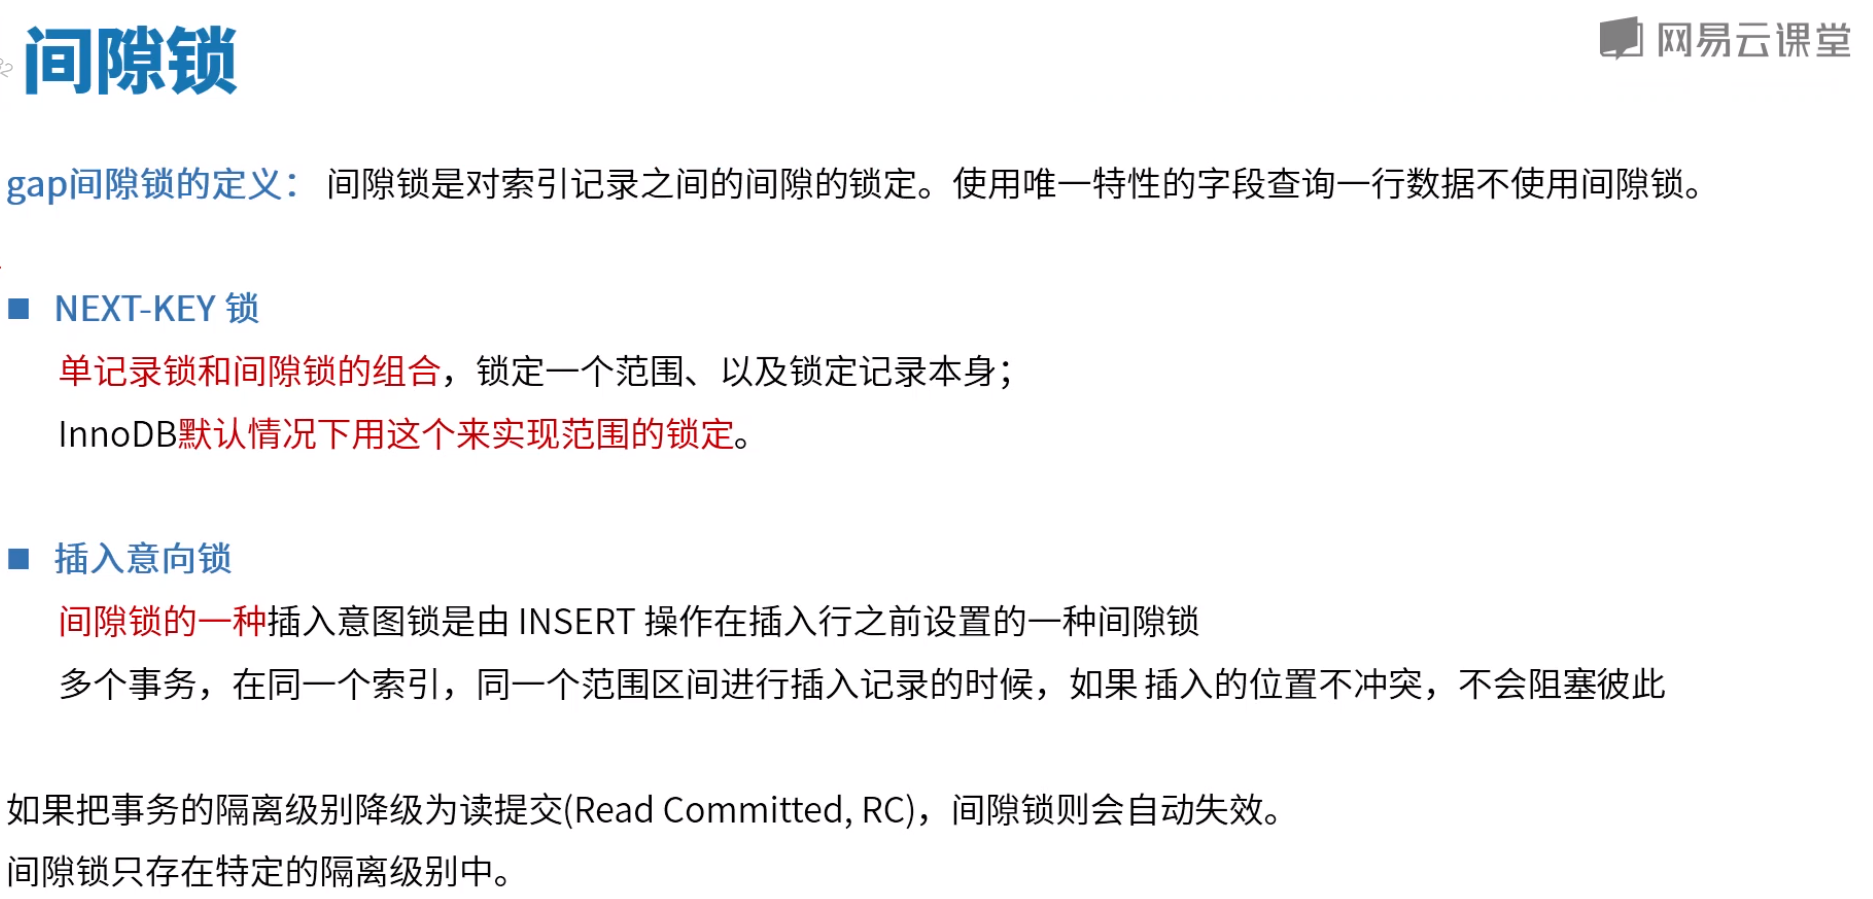 间隙锁
网易云课堂
gap间隙锁的定义： 间隙锁是对索引记录之间的间隙的锁定。使用唯一特性的字段查询一行数据不使用间隙锁。
NEXT-KEY 锁
单记录锁和间隙锁的组合，锁定一个范围、以及锁定记录本身；
InnoDB默认情况下用这个来实现范围的锁定。
插入意向锁
间隙锁的一种插入意图锁是由 INSERT 操作在插入行之前设置的一种间隙锁
多个事务，在同一个索引，同一个范围区间进行插入记录的时候，如果 插入的位置不冲突，不会阻塞彼此
如果把事务的隔离级别降级为读提交(Read Committed, RC)，间隙锁则会自动失效。
间隙锁只存在特定的隔离级别中。